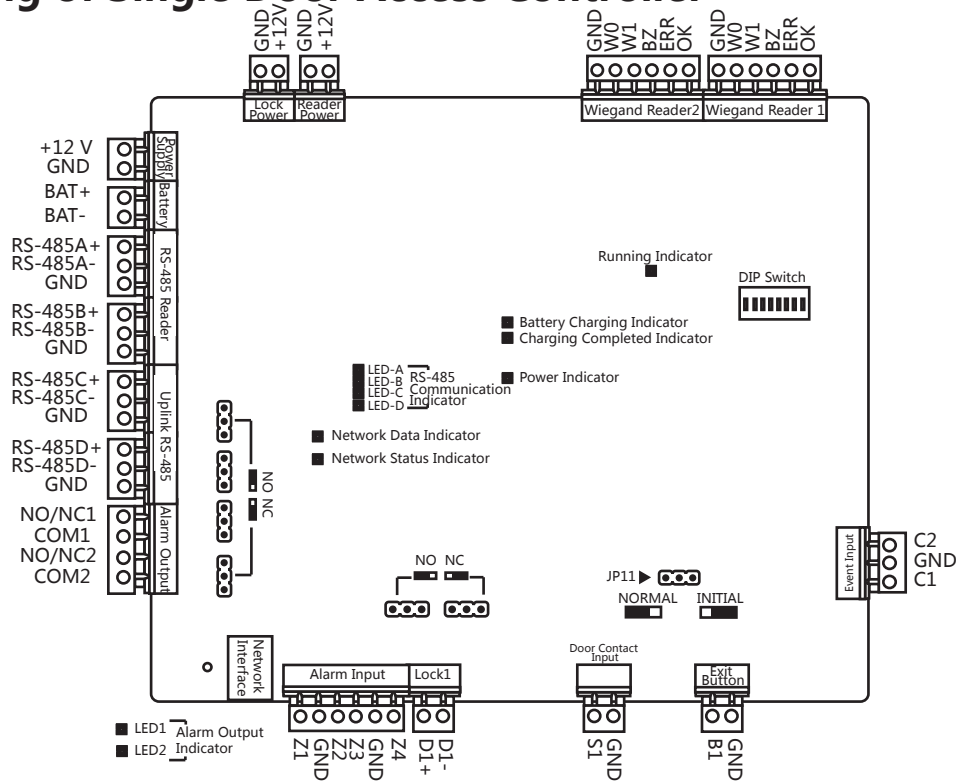 Single Door Access Controller
GND
+12V
GND
+12V
GND
W0
W1
BZ
ERR
OK
GND
W0
W1
BZ
ERR
OK
Lock
Power
Reader
Power
Wiegand Reader2
Wiegand Reader 1
+12 V
GND
Power
Supply
BAT+
BAT-
Battery
RS-485A+
RS-485A-
GND
RS-485B+
RS-485B-
GND
RS-485 Reader
RS-485C+
RS-485C-
GND
RS-485D+
RS-485D-
GND
Uplink RS-485
NO/NC1
COM1
NO/NC2
COM2
Alarm Output
Running Indicator
DIP Switch
Battery Charging Indicator
Charging Completed Indicator
Power Indicator
LED-A
LED-B
LED-C
LED-D
RS-485
Communication
Indicator
Network Data Indicator
Network Status Indicator
NO
NC
NO
NC
JP11
NORMAL
INITIAL
Event Input
C2
GND
C1
Network
Interface
Alarm Input
Lock1
Door Contact
Input
Exit
Button
Z1
GND
Z2
Z3
GND
Z4
D1+
D1-
S1
GND
B1
GND
LED1
LED2
Alarm Output
Indicator